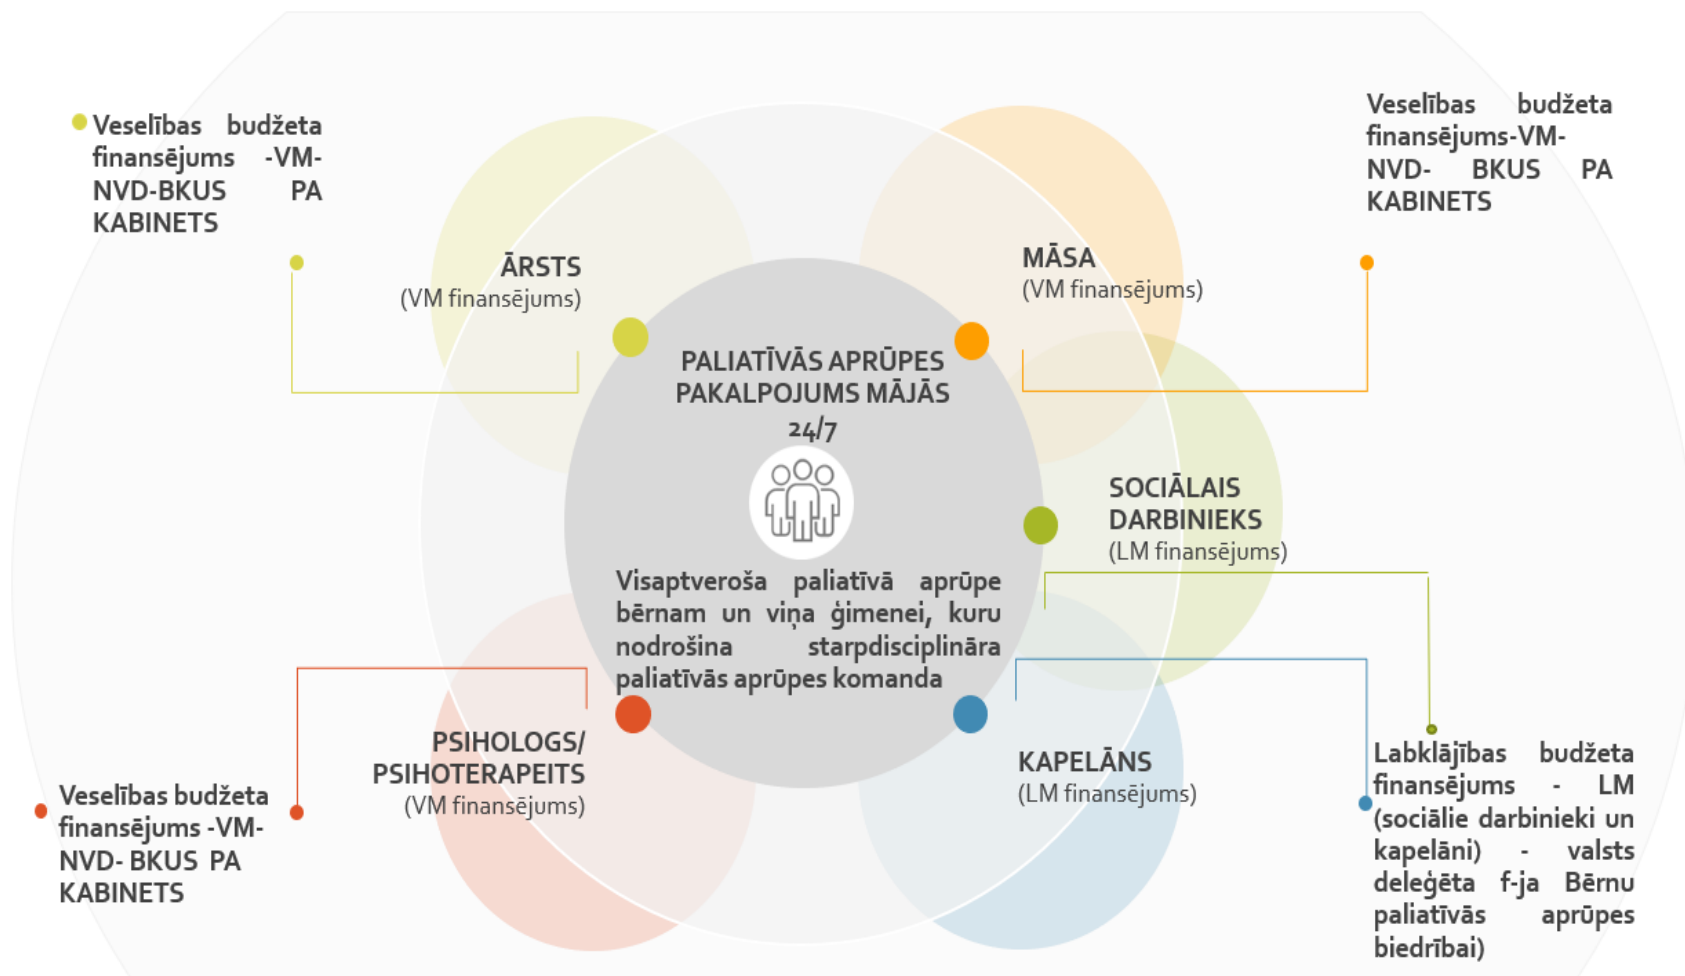 Veselības budžeta
finansējums -VM-
NVD-BKUS PA
KABINETS
Veselības budžeta
finansējums-VM-
NVD- BKUS PA
KABINETS
ĀRSTS
(VM finansējums)
MĀSA
(VM finansējums)
PALIATĪVĀS APRŪPES
PAKALPOJUMS MĀJĀS
24/7
SOCIĀLAIS
DARBINIEKS
(LM finansējums)
Visaptveroša paliatīvā aprūpe
bērnam un viņa ģimenei, kuru
nodrošina starpdisciplināra
paliatīvās aprūpes komanda
PSIHOLOGS/
PSIHOTERAPEITS
(VM finansējums)
KAPELĀNS
(LM finansējums)
Veselības budžeta
finansējums -VM-
NVD- BKUS PA
KABINETS
Labklājības budžeta
finansējums - LM
(sociālie darbinieki un
kapelāni) - valsts
deleģēta f-ja Bērnu
paliatīvās aprūpes
biedrībai)